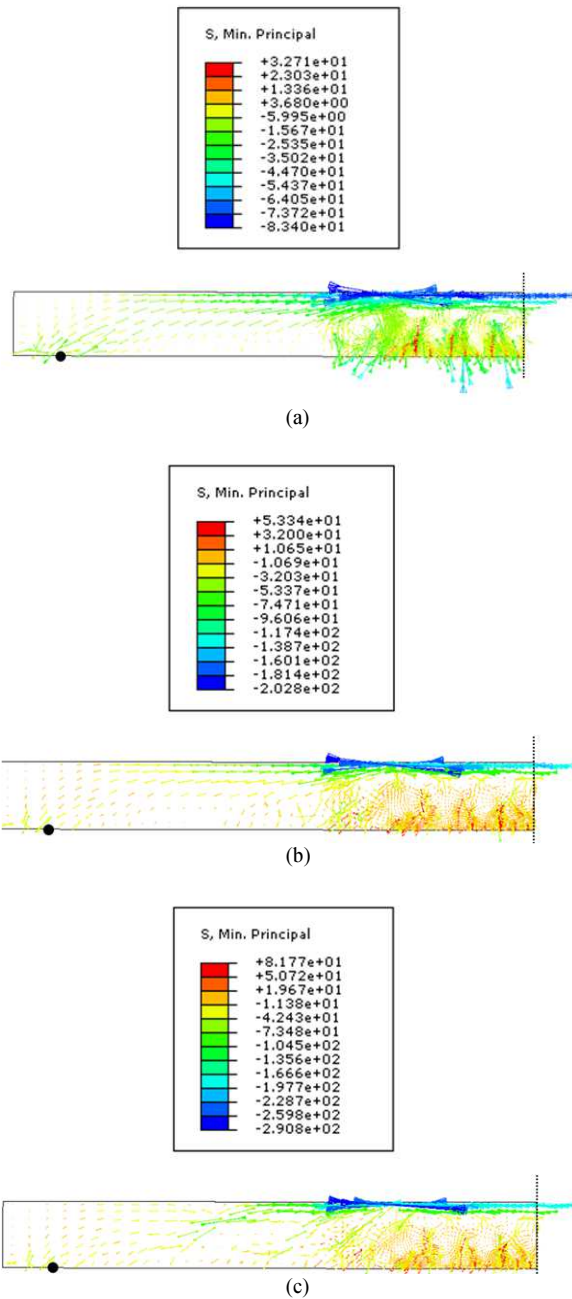 S, Min. Principal
+3.271e+01
+2.303e+01
+1.336e+01
+3.680e+00
-5.995e+00
-1.567e+01
-2.535e+01
-3.502e+01
-4.470e+01
-5.437e+01
-6.405e+01
-7.372e+01
-8.340e+01
(a)
S, Min. Principal
+5.334e+01
+3.200e+01
+1.065e+01
-1.069e+01
-3.203e+01
-5.337e+01
-7.471e+01
-9.606e+01
-1.174e+02
-1.387e+02
-1.601e+02
-1.814e+02
-2.028e+02
(b)
S, Min. Principal
+8.177e+01
+5.072e+01
+1.967e+01
-1.138e+01
-4.243e+01
-7.348e+01
-1.045e+02
-1.356e+02
-1.666e+02
-1.977e+02
-2.287e+02
-2.598e+02
-2.908e+02
(c)